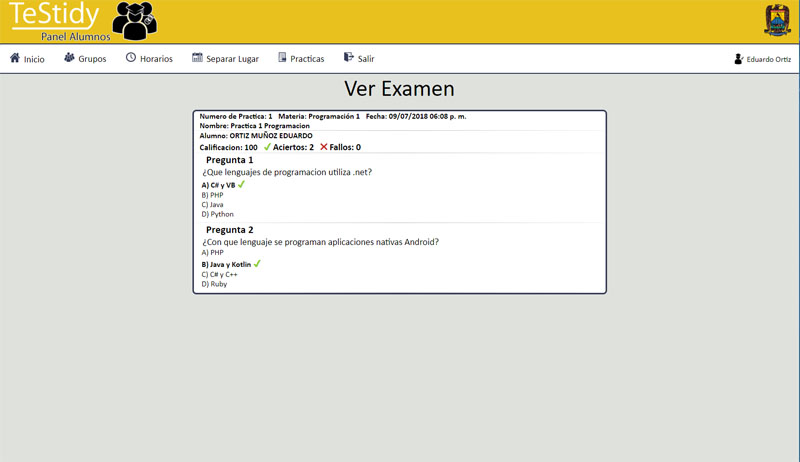 TeStidy
Panel Alumnos
Inicio Grupos Horarios Separar Lugar Practicas Salir Eduardo Ortiz
Ver Examen
Numero de Practica: 1 Materia: Programación 1 Fecha: 09/07/2018 06:08 p. m.
Nombre: Practica 1 Programacion
Alumno: ORTIZ MUÑOZ EDUARDO
Calificacion: 100 Aciertos: 2 Fallos: 0
Pregunta 1
¿Que lenguajes de programacion utiliza .net?
A) C# y VB
B) PHP
C) Java
D) Python
Pregunta 2
¿Con que lenguaje se programan aplicaciones nativas Android?
A) PHP
B) Java y Kotlin
C) C# y C++
D) Ruby